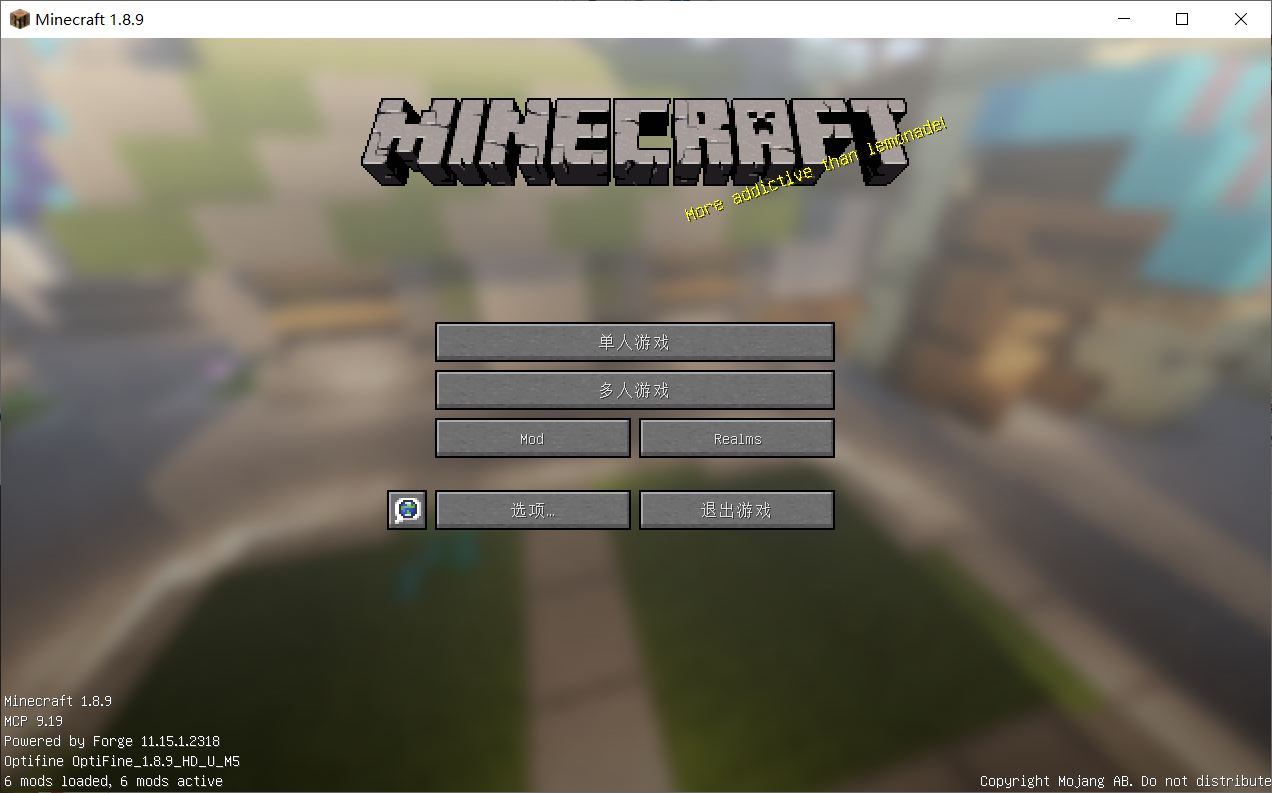 Minecraft 1.8.9
MINECRAFT
More addictive than lemonade!
单人游戏
多人游戏
Mod
Realms
选项...
退出游戏
Minecraft 1.8.9
MCP 9.19
Powered by Forge 11.15.1.2318
Optifine OptiFine_1.8.9_HD_U_M5
6 mods loaded, 6 mods active
Copyright Mojang AB. Do not distribute